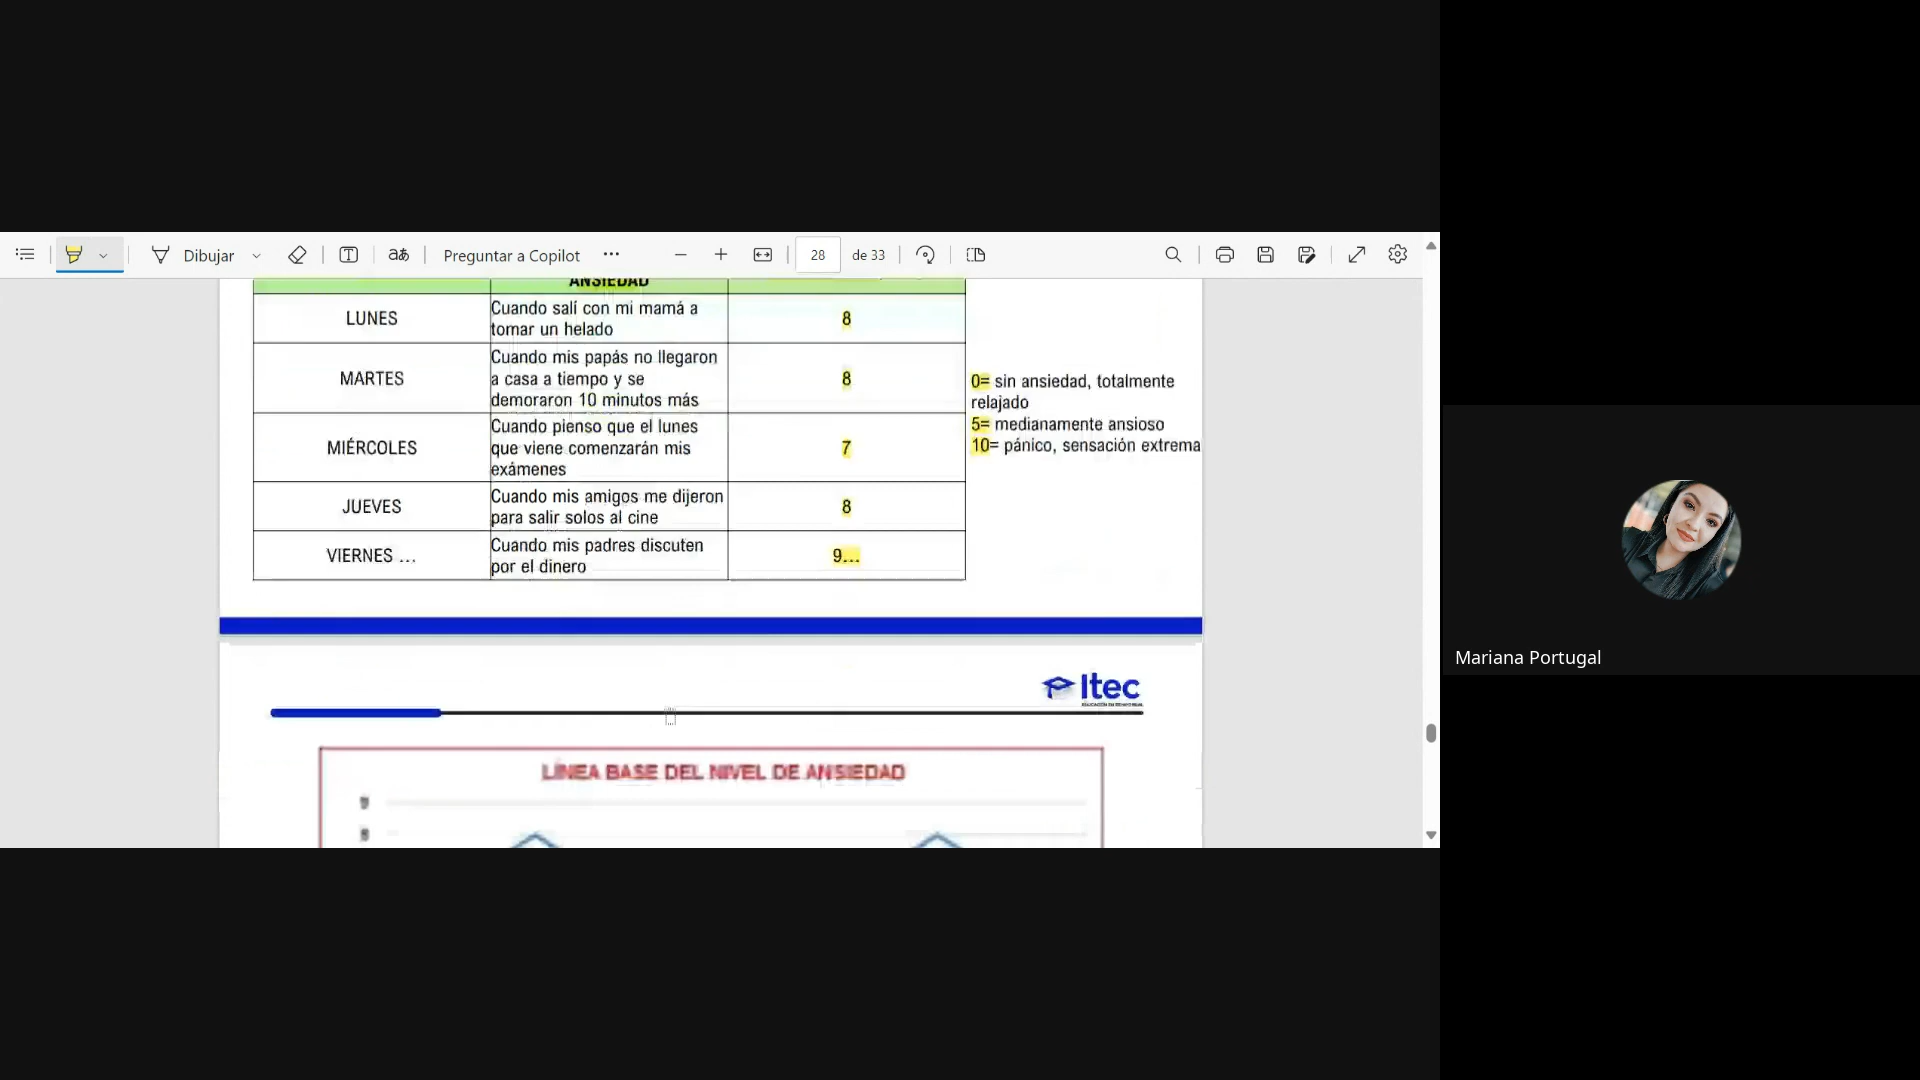 Dibujar
Preguntar a Copilot
28 de 33
ANSIEDAD
LUNES
Cuando salí con mi mamá a
tomar un helado
8
MARTES
Cuando mis papás no llegaron
a casa a tiempo y se
demoraron 10 minutos más
8
MIÉRCOLES
Cuando pienso que el lunes
que viene comenzarán mis
exámenes
7
JUEVES
Cuando mis amigos me dijeron
para salir solos al cine
8
VIERNES ...
Cuando mis padres discuten
por el dinero
9...
0= sin ansiedad, totalmente
relajado
5= medianamente ansioso
10= pánico, sensación extrema
Itec
LÍNEA BASE DEL NIVEL DE ANSIEDAD
Mariana Portugal